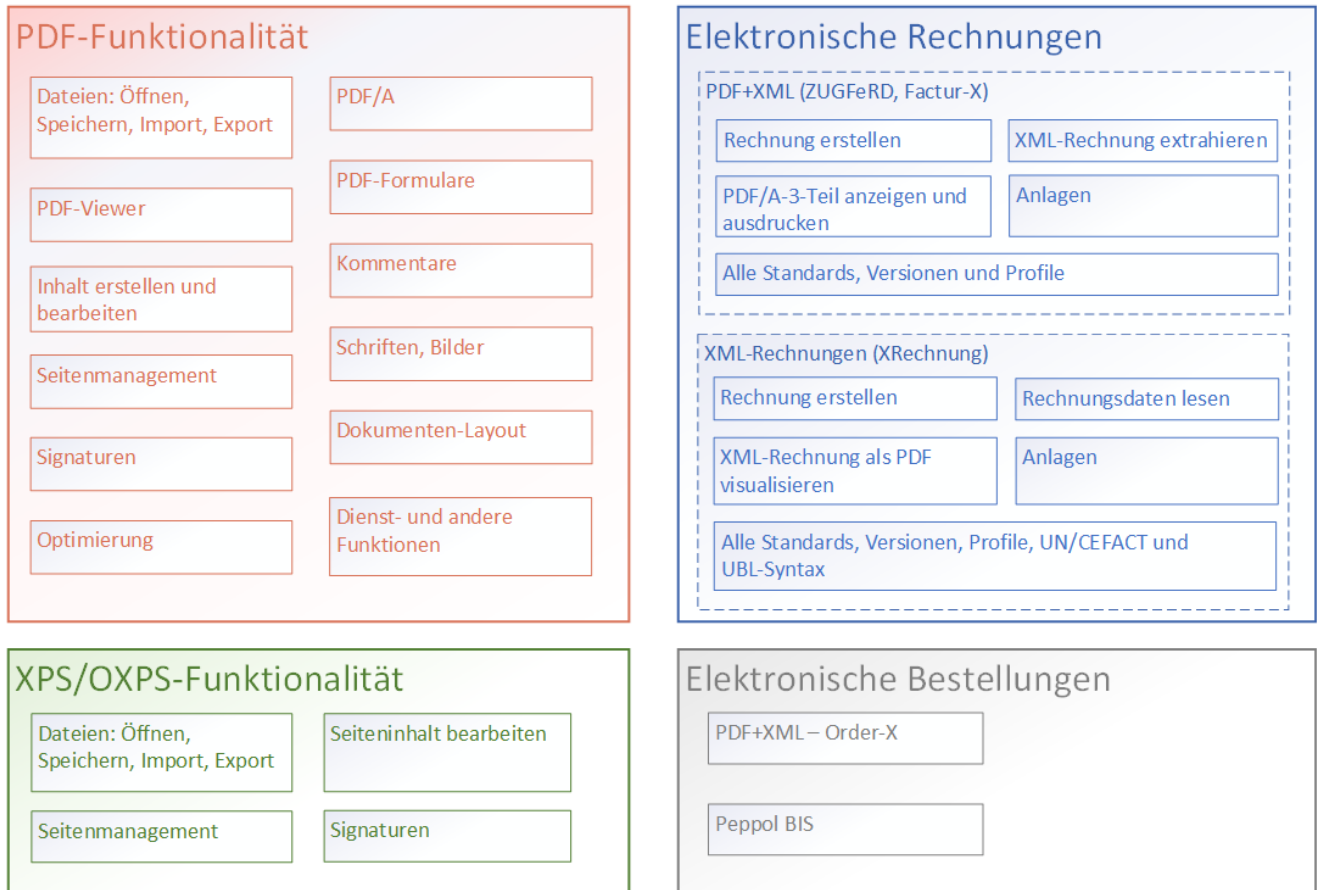 PDF-Funktionalität
Dateien: Öffnen,
Speichern, Import, Export
PDF-Viewer
Inhalt erstellen und
bearbeiten
Seitenmanagement
Signaturen
Optimierung
PDF/A
PDF-Formulare
Kommentare
Schriften, Bilder
Dokumenten-Layout
Dienst- und andere
Funktionen
Elektronische Rechnungen
PDF+XML (ZUGFeRD, Factur-X)
Rechnung erstellen
XML-Rechnung extrahieren
PDF/A-3-Teil anzeigen und
ausdrucken
Anlagen
Alle Standards, Versionen und Profile
XML-Rechnungen (XRechnung)
Rechnung erstellen
Rechnungsdaten lesen
XML-Rechnung als PDF
visualisieren
Anlagen
Alle Standards, Versionen, Profile, UN/CEFACT und
UBL-Syntax
XPS/OXPS-Funktionalität
Dateien: Öffnen,
Speichern, Import, Export
Seiteninhalt bearbeiten
Seitenmanagement
Signaturen
Elektronische Bestellungen
PDF+XML – Order-X
Peppol BIS